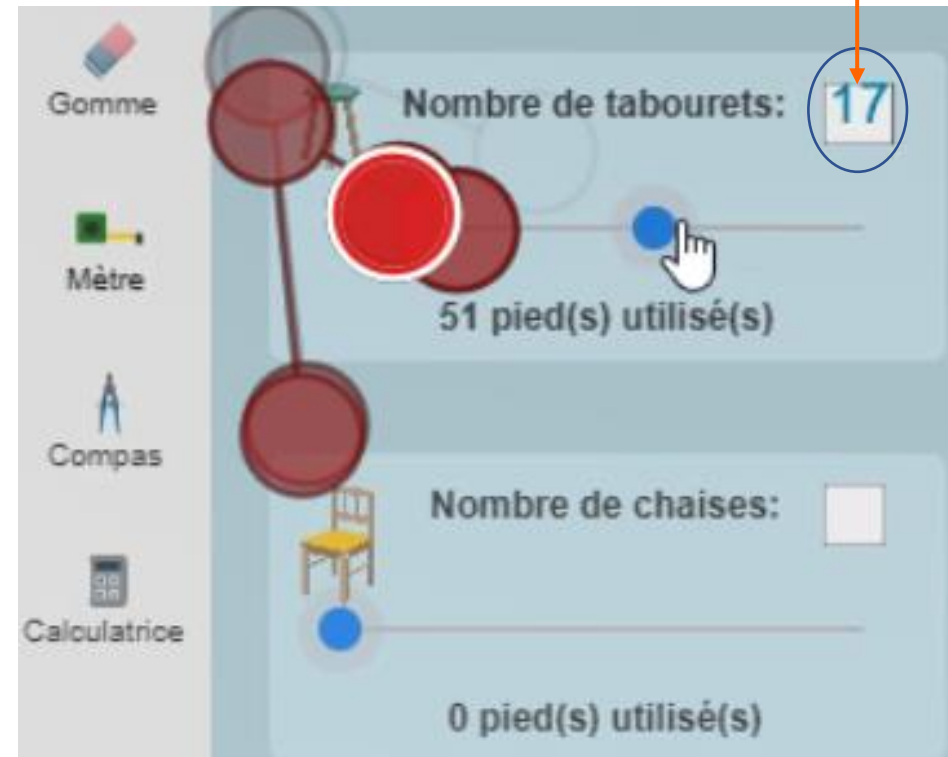 Gomme
Nombre de tabourets: 17
Mètre
51 pied(s) utilisé(s)
Compas
Nombre de chaises:
Calculatrice
0 pied(s) utilisé(s)